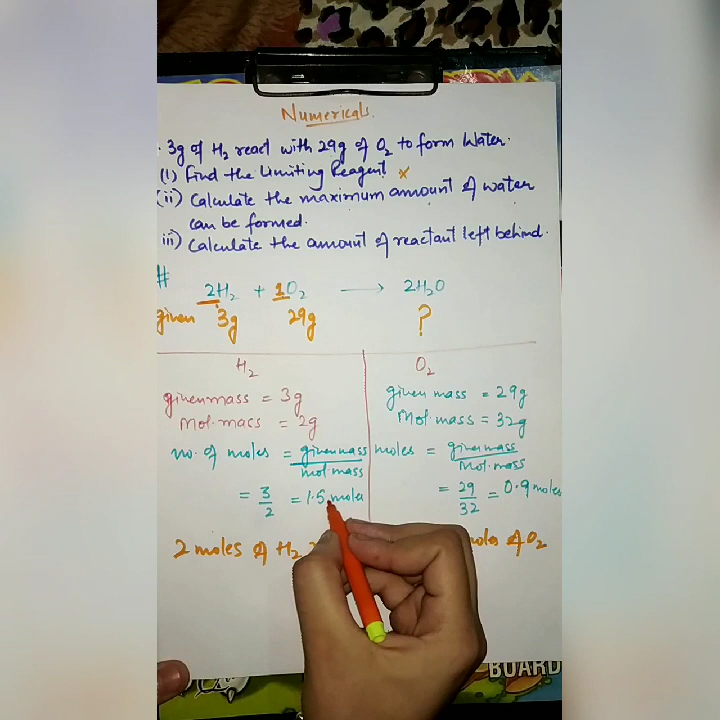 Numericals.
. 3g of H₂ react with 29g of O₂ to form Water.
(i) Find the Limiting Reagent x
(ii) Calculate the maximum amount of water
can be formed.
iii) Calculate the amount of reactant left behind.
# 2H₂ + 1O₂ → 2H₂O
given 3g 29g ?
H₂
given mass = 3g
Mol. mass = 2g
no. of moles = given mass / mol. mass
= 3/2 = 1.5 moles
O₂
given mass = 29g
Mol. mass = 32g
moles = given mass / Mol. mass
= 29/32 = 0.9 moles
2 moles of H₂ of O₂
BOARD